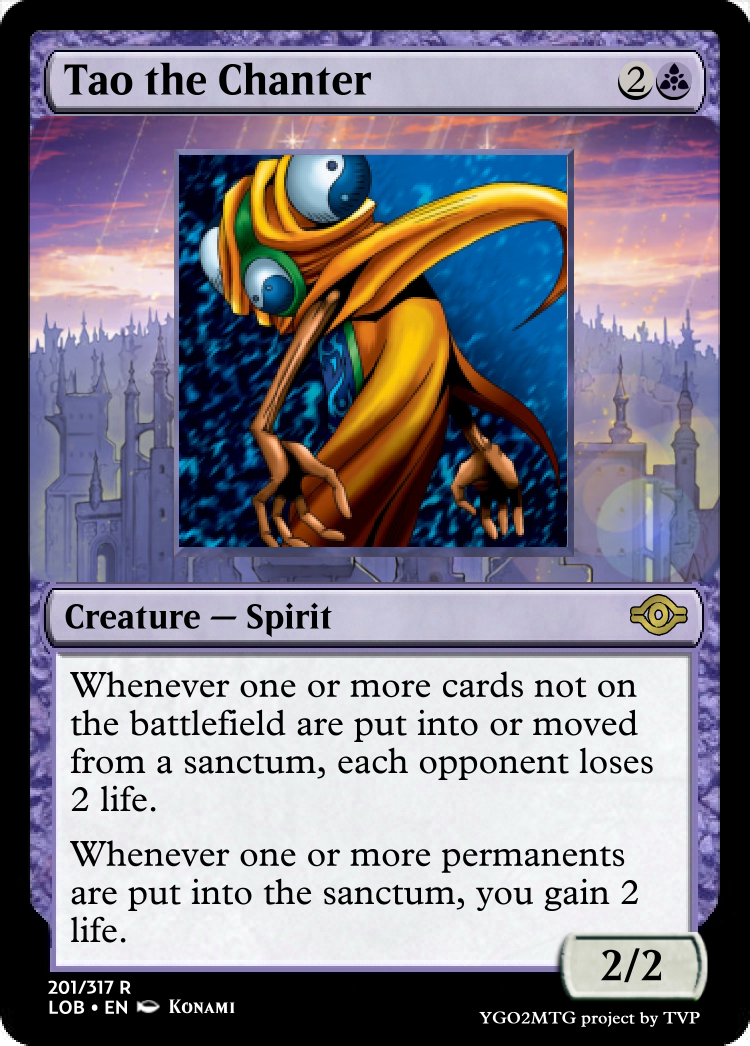 Tao the Chanter
2
Creature — Spirit
Whenever one or more cards not on
the battlefield are put into or moved
from a sanctum, each opponent loses
2 life.
Whenever one or more permanents
are put into the sanctum, you gain 2
life.
2/2
201/317 R
LOB • EN KONAMI
YGO2MTG project by TVP